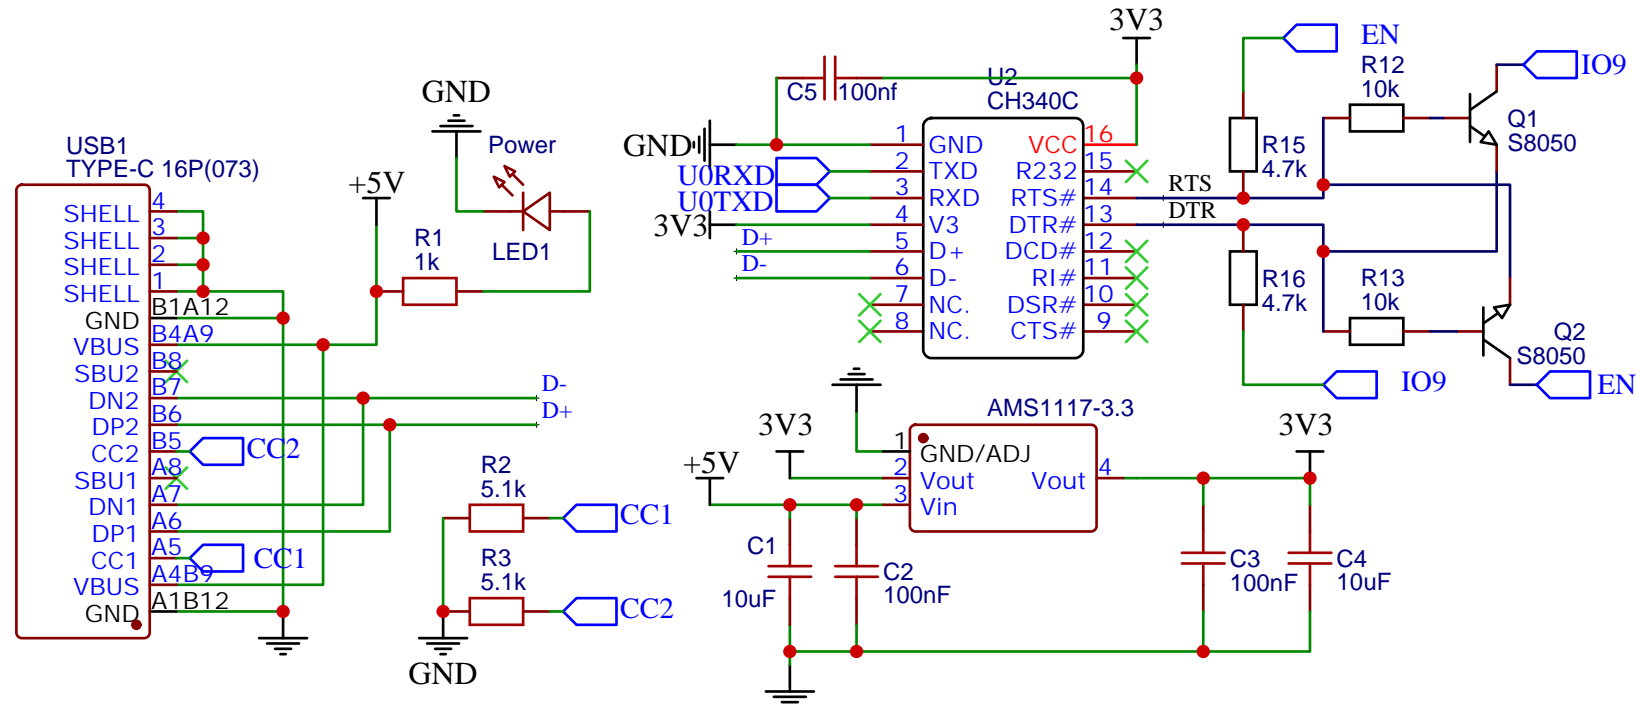 USB1
TYPE-C 16P(073)
SHELL 4
SHELL 3
SHELL 2
SHELL 1
GND B1A12
VBUS B4A9
SBU2 B8
DN2 B7
DP2 B6
CC2 B5
SBU1 A8
DN1 A7
DP1 A6
CC1 A5
VBUS A4B9
GND A1B12
CC2
CC1
D-
D+
+5V
R1
1k
GND
Power
LED1
R2
5.1k
CC1
R3
5.1k
CC2
GND
3V3
C5 100nf
U2
CH340C
GND
U0RXD
U0TXD
3V3
D+
D-
1 GND VCC 16
2 TXD R232 15
3 RXD RTS# 14
4 V3 DTR# 13
5 D+ DCD# 12
6 D- RI# 11
7 NC. DSR# 10
8 NC. CTS# 9
RTS
DTR
EN
R15
4.7k
R16
4.7k
IO9
R12
10k
IO9
Q1
S8050
R13
10k
Q2
S8050
EN
AMS1117-3.3
3V3
+5V
1 GND/ADJ
2 Vout Vout 4
3 Vin
3V3
C1
10uF
C2
100nF
C3
100nF
C4
10uF